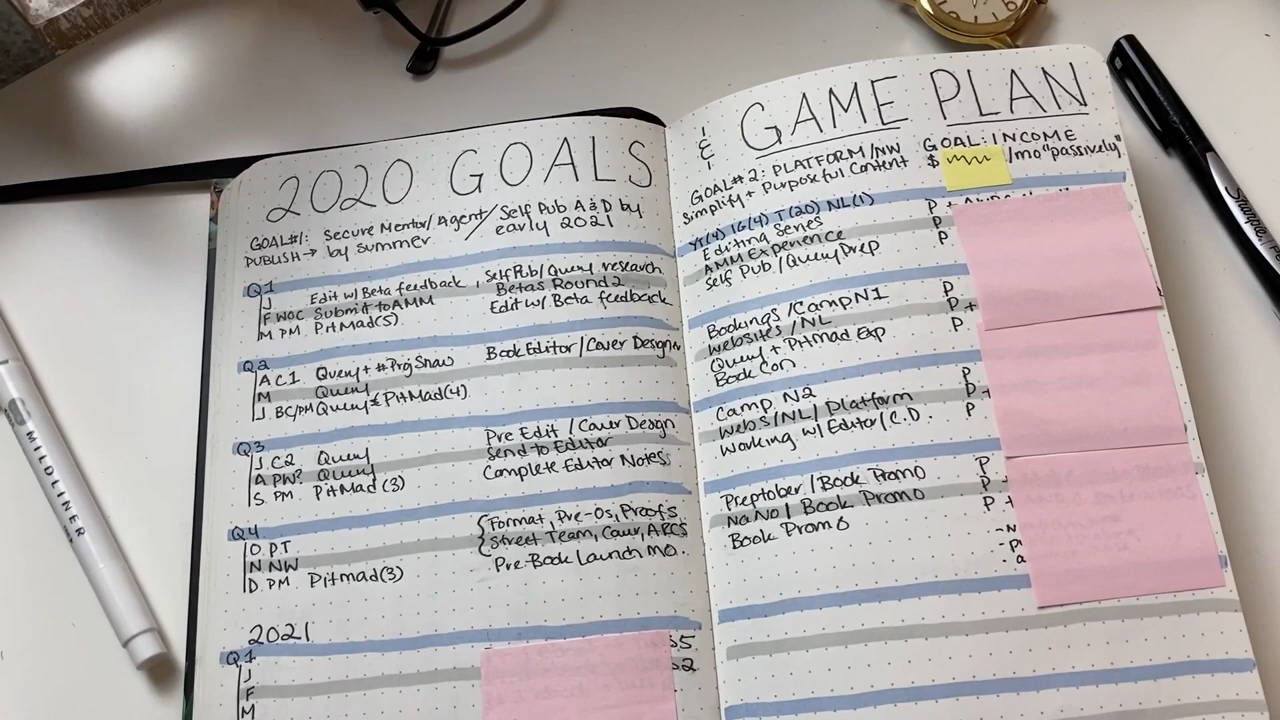 2020 GOALS
GOAL#1: Secure Mentor/Agent/Self Pub A&D by early 2021
PUBLISH → by summer
Q1
J Edit w/ Beta feedback, Self Pub/Query research
F WOC Submit to AMM Betas Round 2
M PM PitMad(5) Edit w/ Beta feedback
Q2
A C1 Query + #PrjSnow Book Editor/Cover Designer
M Query
J BC/PM Query & PitMad(4)
Q3
J C2 Query Pre Edit/Cover Design
A PW? Query Send to Editor
S PM PitMad(3) Complete Editor Notes
Q4
O PT Format, Pre-Os, Proofs
N NW Street Team, Cover, ARCS
D PM Pitmad(3) Pre-Book Launch Mo.
2021
Q1
J
F
M
$5
$2
& GAME PLAN
GOAL#2: PLATFORM/NW
Simplify + Purposeful Content
GOAL: INCOME
$ /mo "passively"
YT(4) IG(4) T(20) NL(1) P +
Editing Series P
AMM Experience P
Self Pub/Query Prep
Bookings/Camp N1 P
Websites/NL P +
Query + PitMad Exp P
Book Con
Camp N2 P
Webs/NL/Platform P +
Working w/ Editor/C.D. P
Preptober/Book Promo P
NaNo/Book Promo P
Book Promo P +
MILDLINER
Sharpie